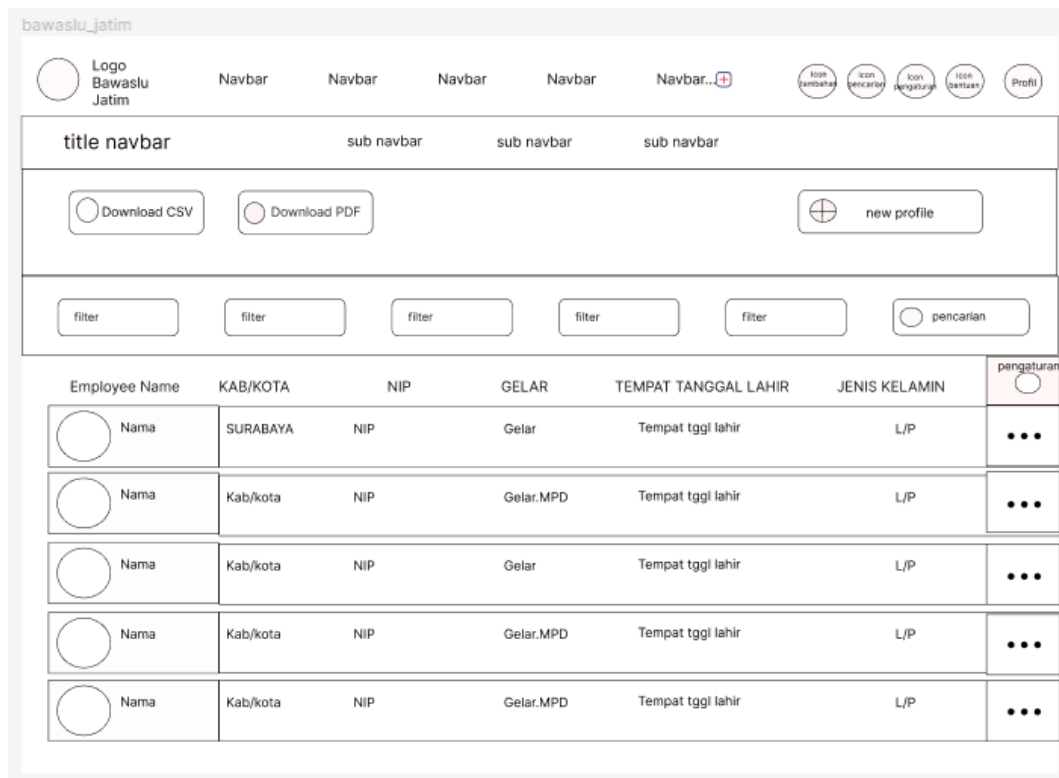 bawaslu_jatim
Logo
Bawaslu
Jatim
Navbar Navbar Navbar Navbar Navbar...
Icon tambahan
Icon pencarian
Icon pengaturan
Icon bantuan
Profil
title navbar sub navbar sub navbar sub navbar
Download CSV Download PDF new profile
filter filter filter filter filter pencarian
Employee Name KAB/KOTA NIP GELAR TEMPAT TANGGAL LAHIR JENIS KELAMIN pengaturan
Nama SURABAYA NIP Gelar Tempat tggl lahir L/P
Nama Kab/kota NIP Gelar.MPD Tempat tggl lahir L/P
Nama Kab/kota NIP Gelar Tempat tggl lahir L/P
Nama Kab/kota NIP Gelar.MPD Tempat tggl lahir L/P
Nama Kab/kota NIP Gelar.MPD Tempat tggl lahir L/P